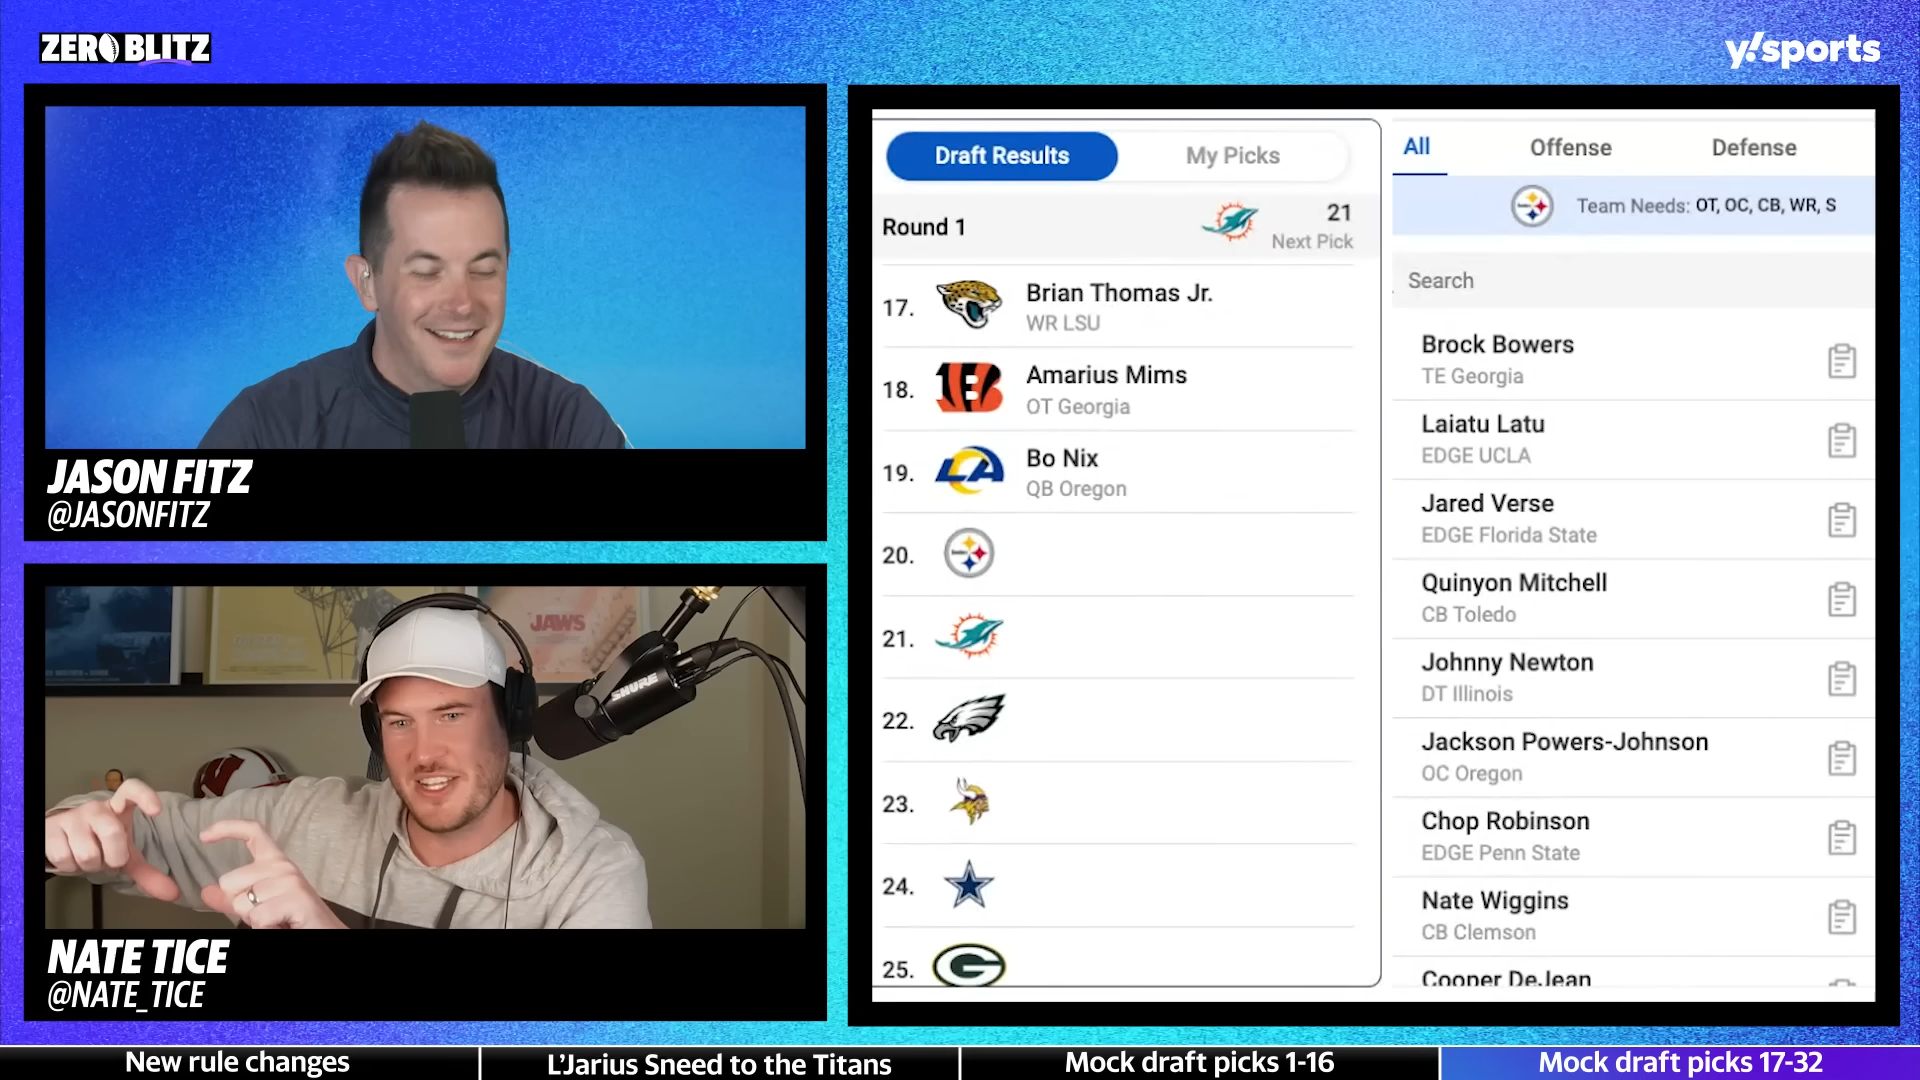 ZERO BLITZ
y!sports
JASON FITZ
@JASONFITZ
JAWS
SHURE
NATE TICE
@NATE_TICE
Draft Results
My Picks
Round 1
21
Next Pick
17.
Brian Thomas Jr.
WR LSU
18.
Amarius Mims
OT Georgia
19.
Bo Nix
QB Oregon
20.
21.
22.
23.
24.
25.
All
Offense
Defense
Team Needs: OT, OC, CB, WR, S
Search
Brock Bowers
TE Georgia
Laiatu Latu
EDGE UCLA
Jared Verse
EDGE Florida State
Quinyon Mitchell
CB Toledo
Johnny Newton
DT Illinois
Jackson Powers-Johnson
OC Oregon
Chop Robinson
EDGE Penn State
Nate Wiggins
CB Clemson
Cooper DeJean
New rule changes
L'Jarius Sneed to the Titans
Mock draft picks 1-16
Mock draft picks 17-32